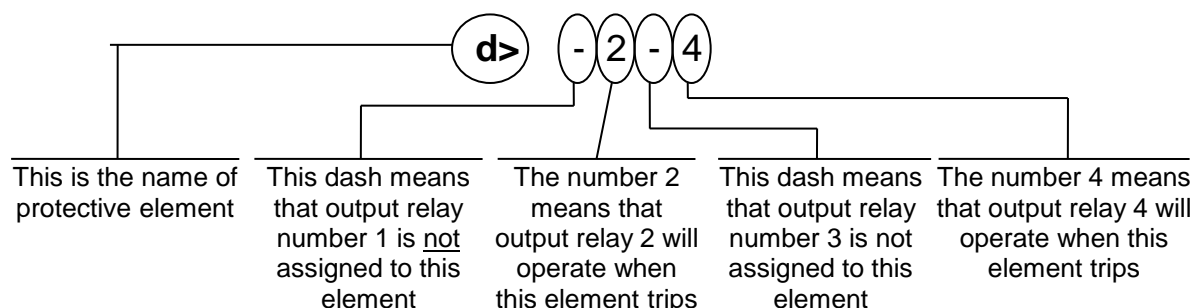 d> - 2 - 4
This is the name of
protective element
This dash means
that output relay
number 1 is not
assigned to this
element
The number 2
means that
output relay 2 will
operate when
this element trips
This dash means
that output relay
number 3 is not
assigned to this
element
The number 4 means
that output relay 4 will
operate when this
element trips